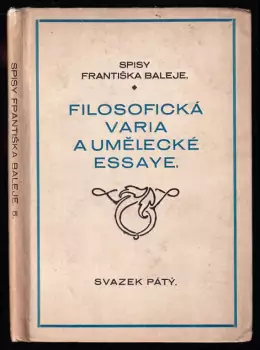 SPISY FRANTIŠKA BALEJE. 5.
SPISY
FRANTIŠKA BALEJE.
FILOSOFICKÁ
VARIA
A UMĚLECKÉ
ESSAYE.
SVAZEK PÁTÝ.